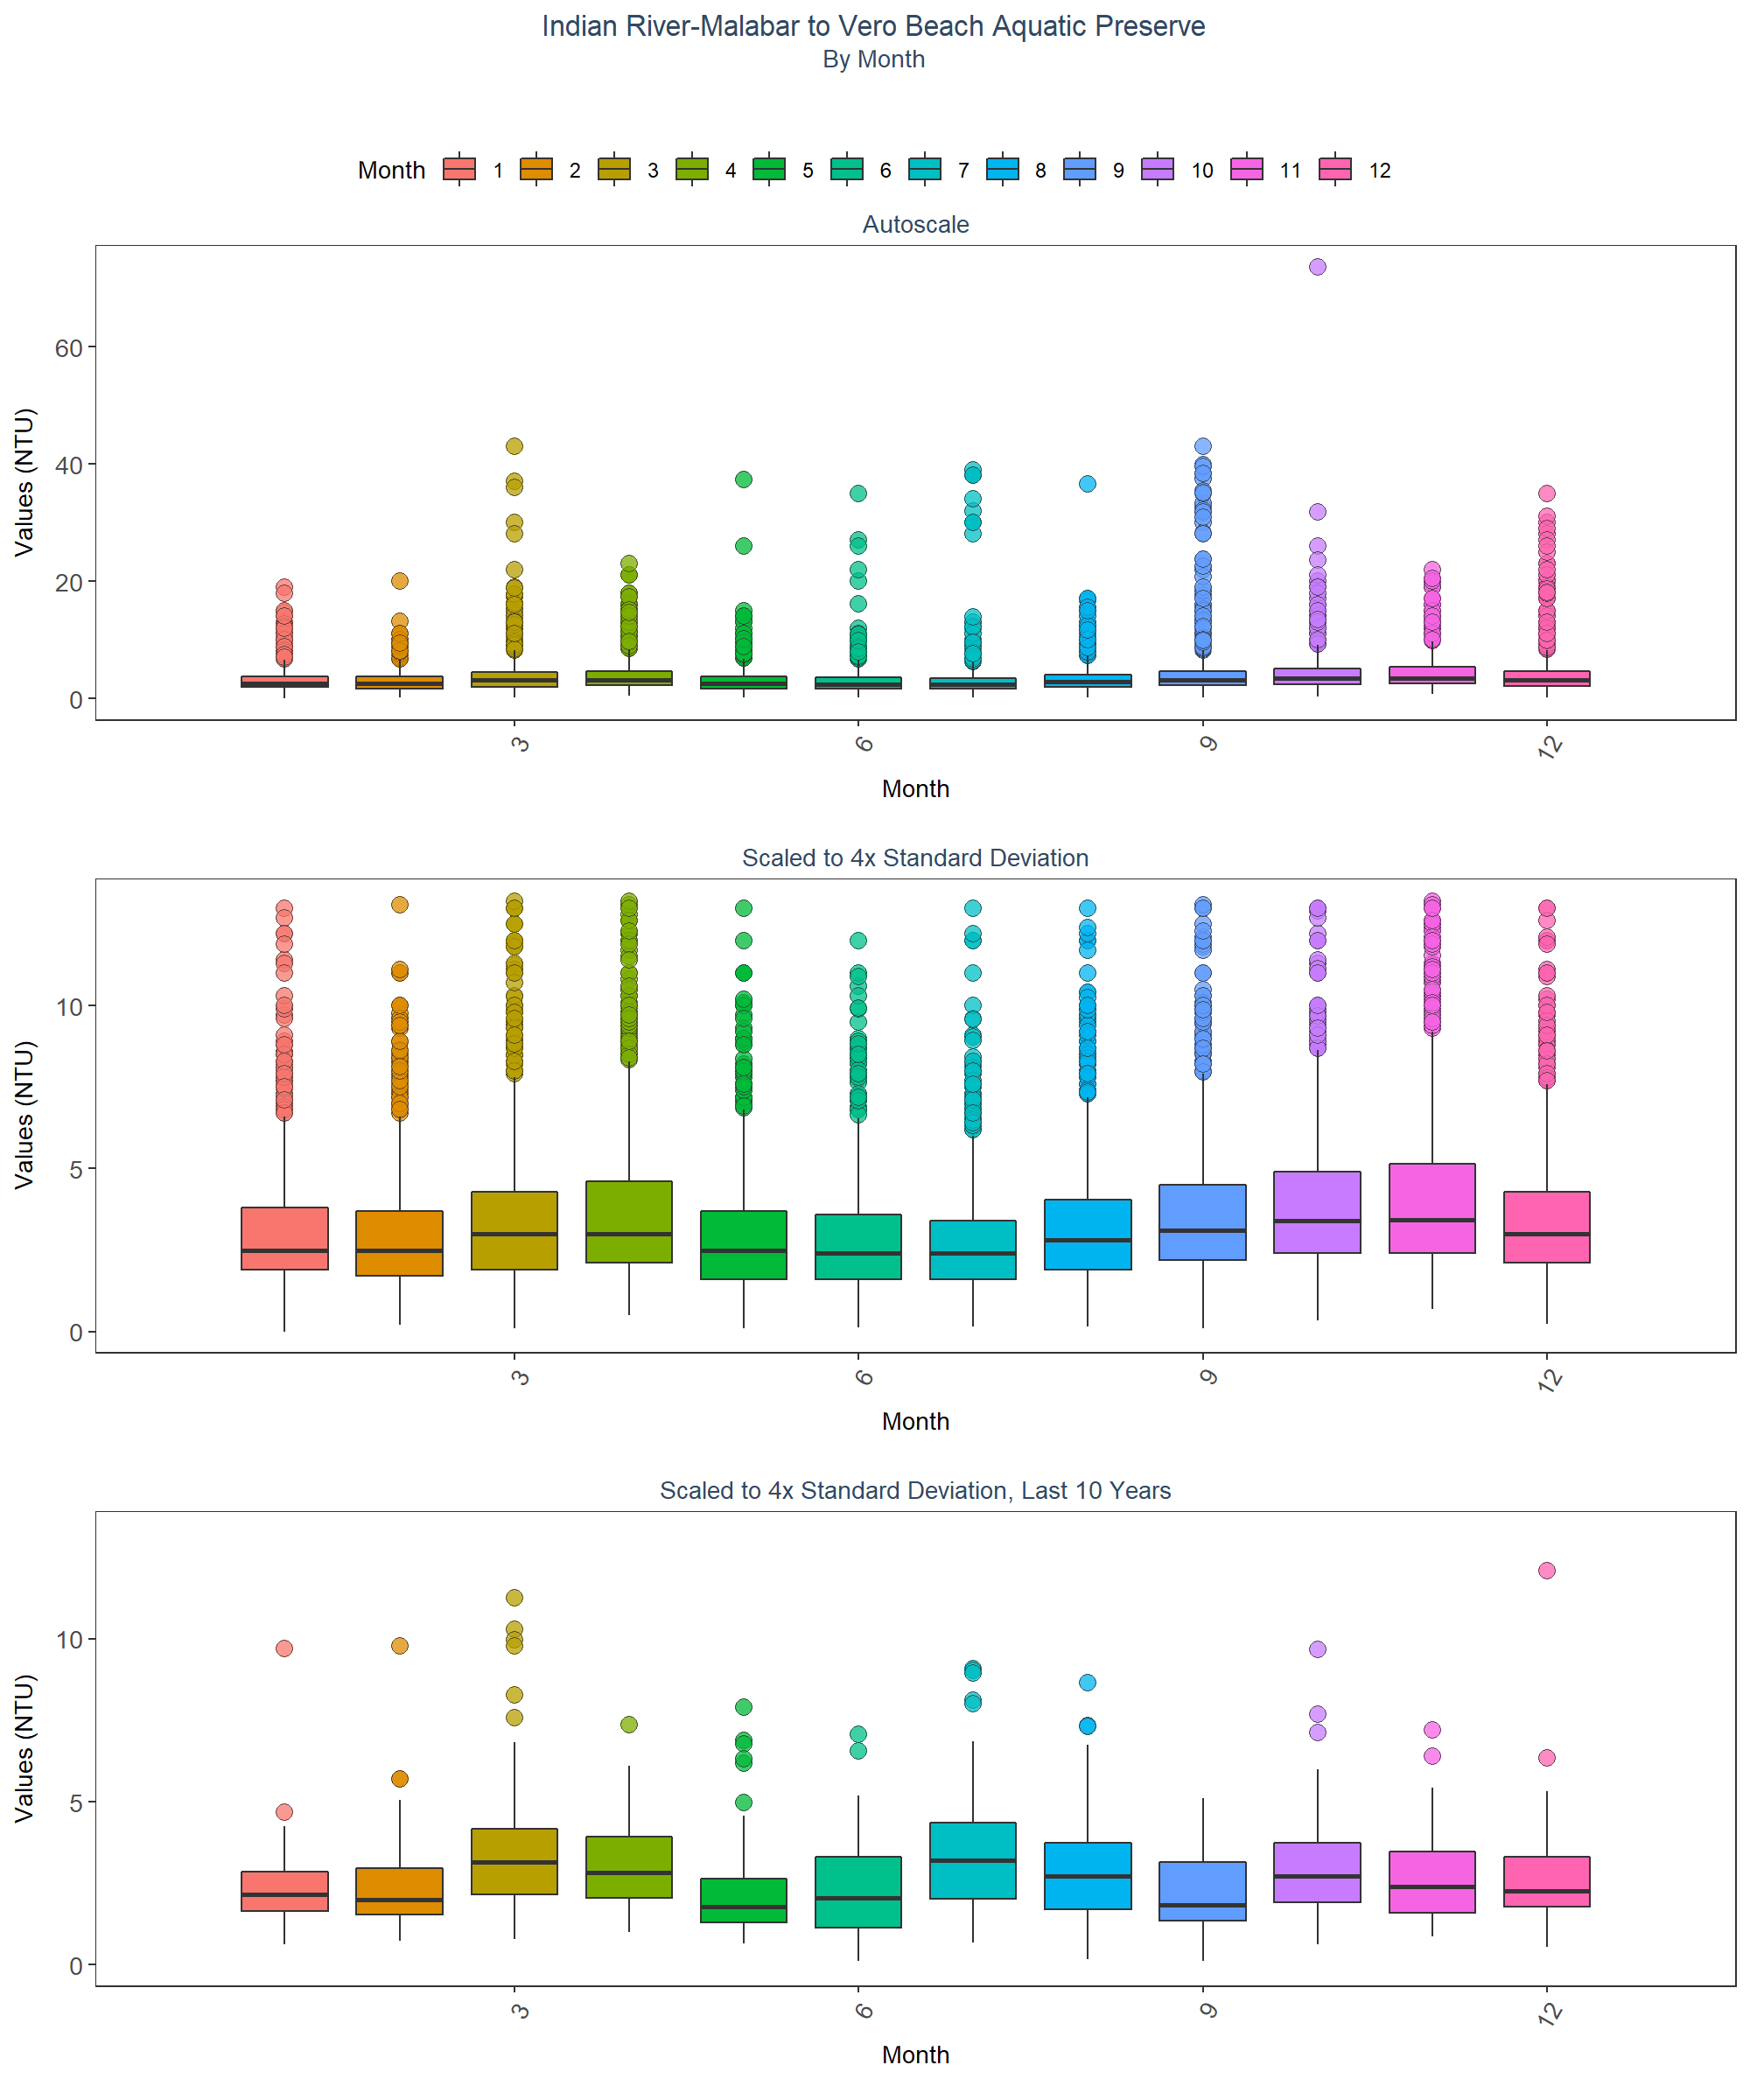 Indian River-Malabar to Vero Beach Aquatic Preserve
By Month
Month 1 2 3 4 5 6 7 8 9 10 11 12
Autoscale
Values (NTU)
60
40
20
0
3 6 9 12
Month
Scaled to 4x Standard Deviation
Values (NTU)
10
5
0
3 6 9 12
Month
Scaled to 4x Standard Deviation, Last 10 Years
Values (NTU)
10
5
0
3 6 9 12
Month